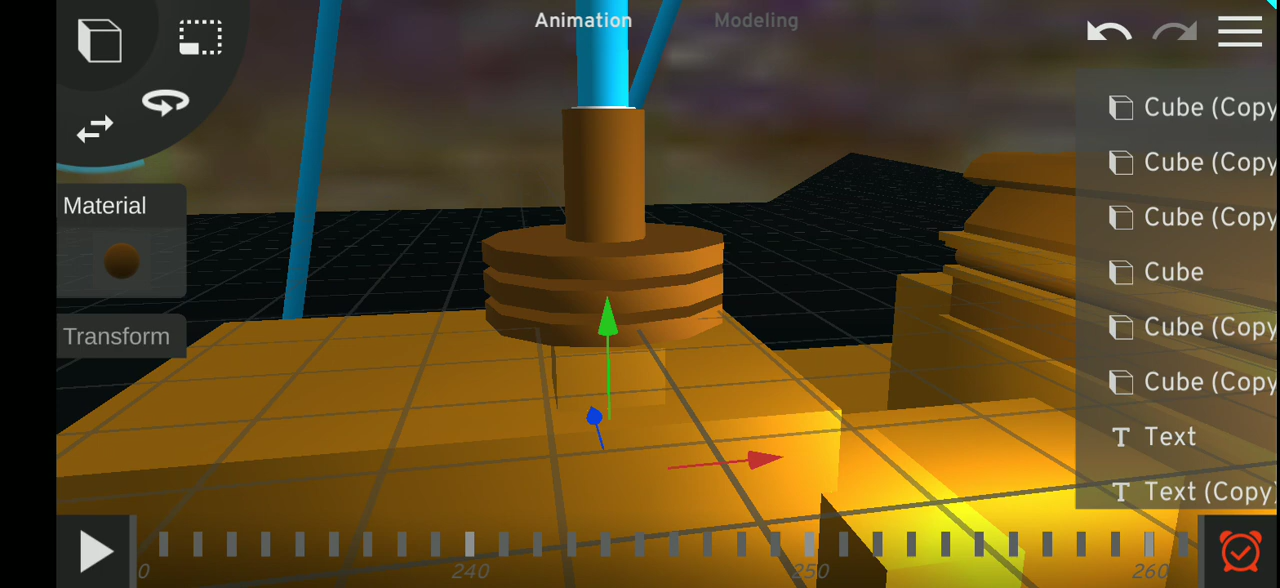 Animation
Modeling
Material
Transform
Cube (Copy
Cube (Copy
Cube (Copy
Cube
Cube (Copy
Cube (Copy
T Text
T Text (Copy
0
240
250
260